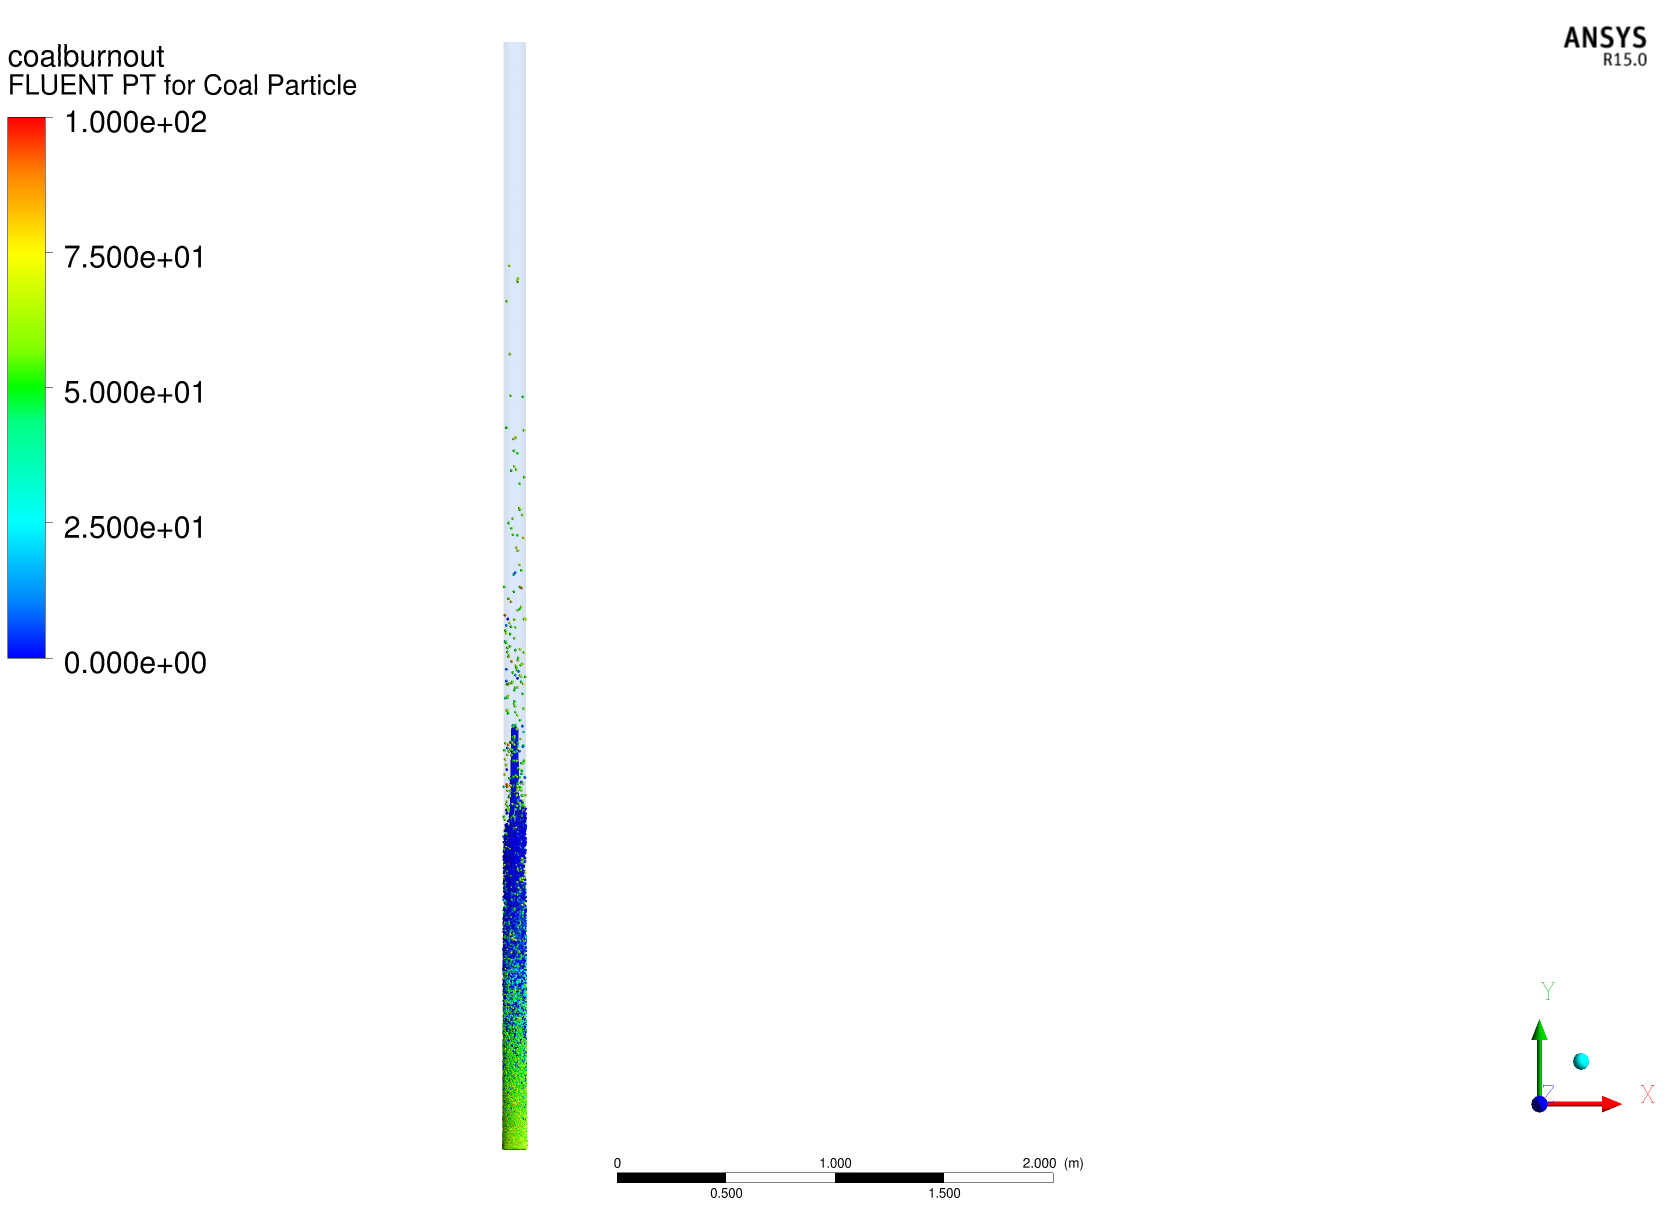 coalburnout
FLUENT PT for Coal Particle
1.000e+02
7.500e+01
5.000e+01
2.500e+01
0.000e+00
ANSYS
R15.0
Y
Z
X
0 1.000 2.000 (m)
0.500 1.500